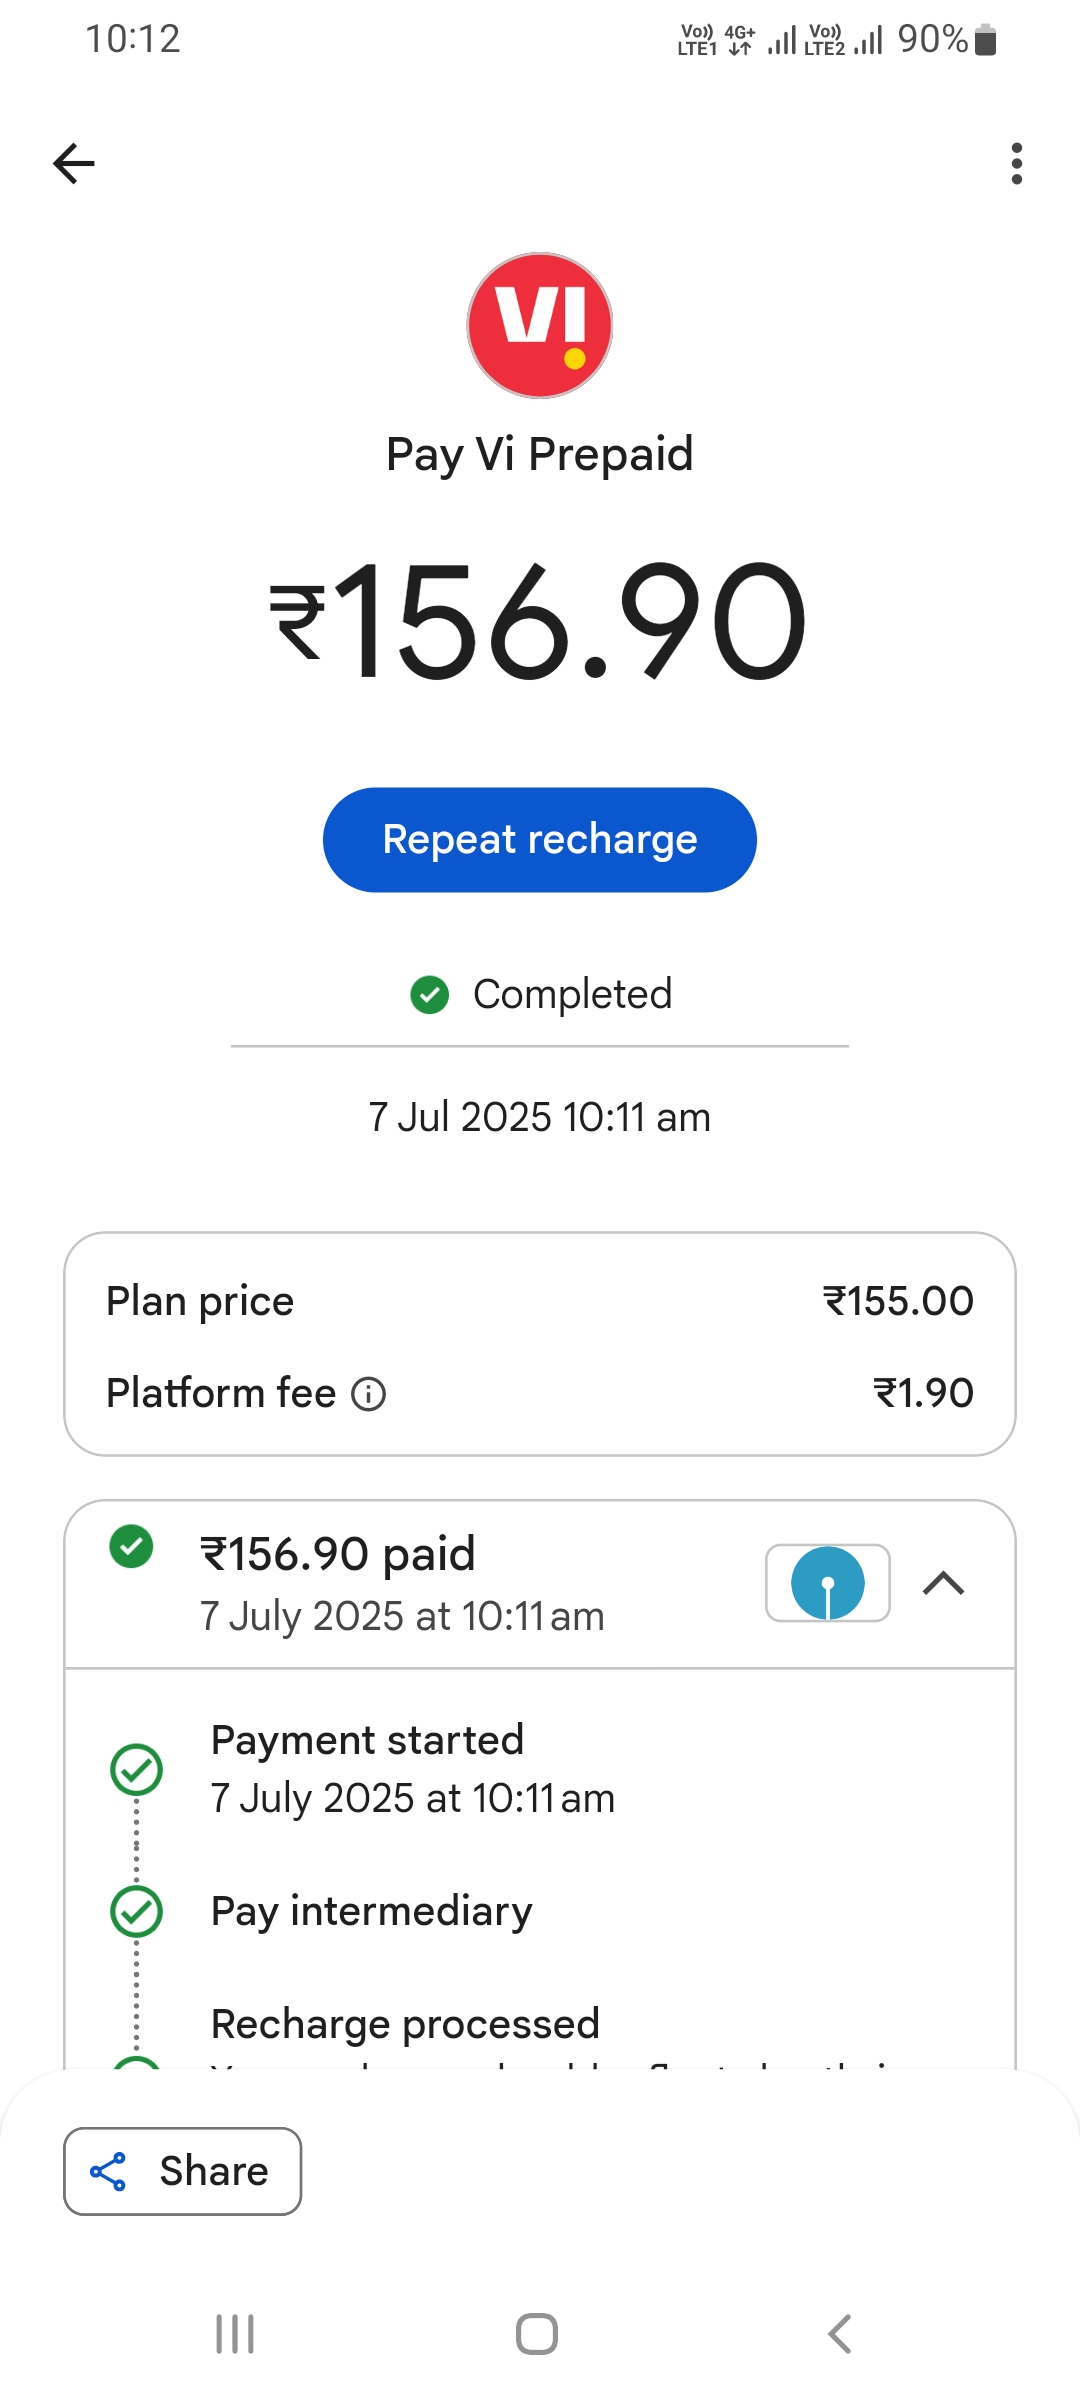 10:12
Vo)) 4G+ Vo)) 90%
LTE1 LTE2
VI
Pay Vi Prepaid
₹156.90
Repeat recharge
Completed
7 Jul 2025 10:11 am
Plan price ₹155.00
Platform fee ₹1.90
₹156.90 paid
7 July 2025 at 10:11 am
Payment started
7 July 2025 at 10:11 am
Pay intermediary
Recharge processed
Share